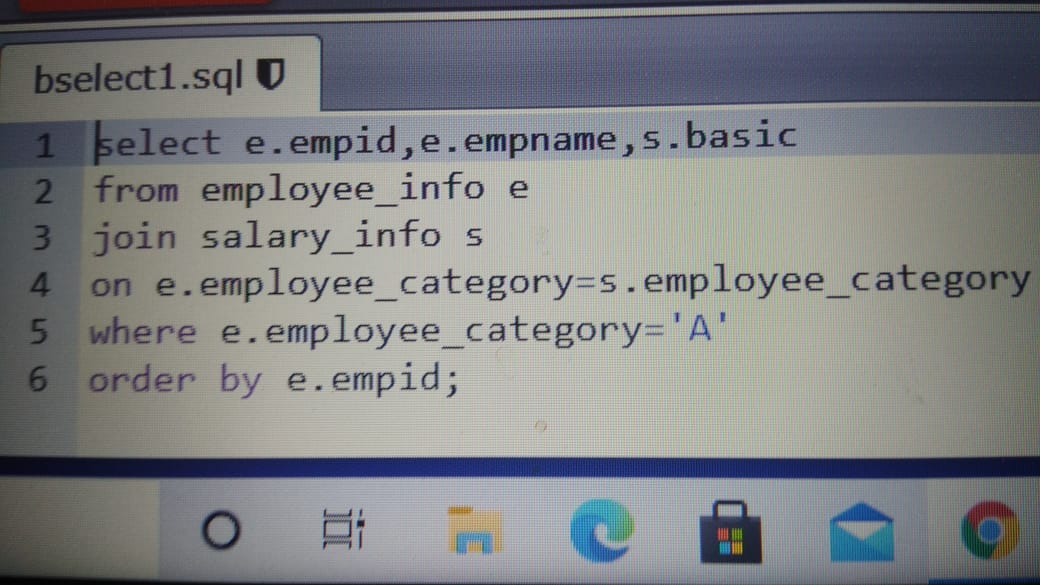 bselect1.sql
1 select e.empid,e.empname,s.basic
2 from employee_info e
3 join salary_info s
4 on e.employee_category=s.employee_category
5 where e.employee_category='A'
6 order by e.empid;